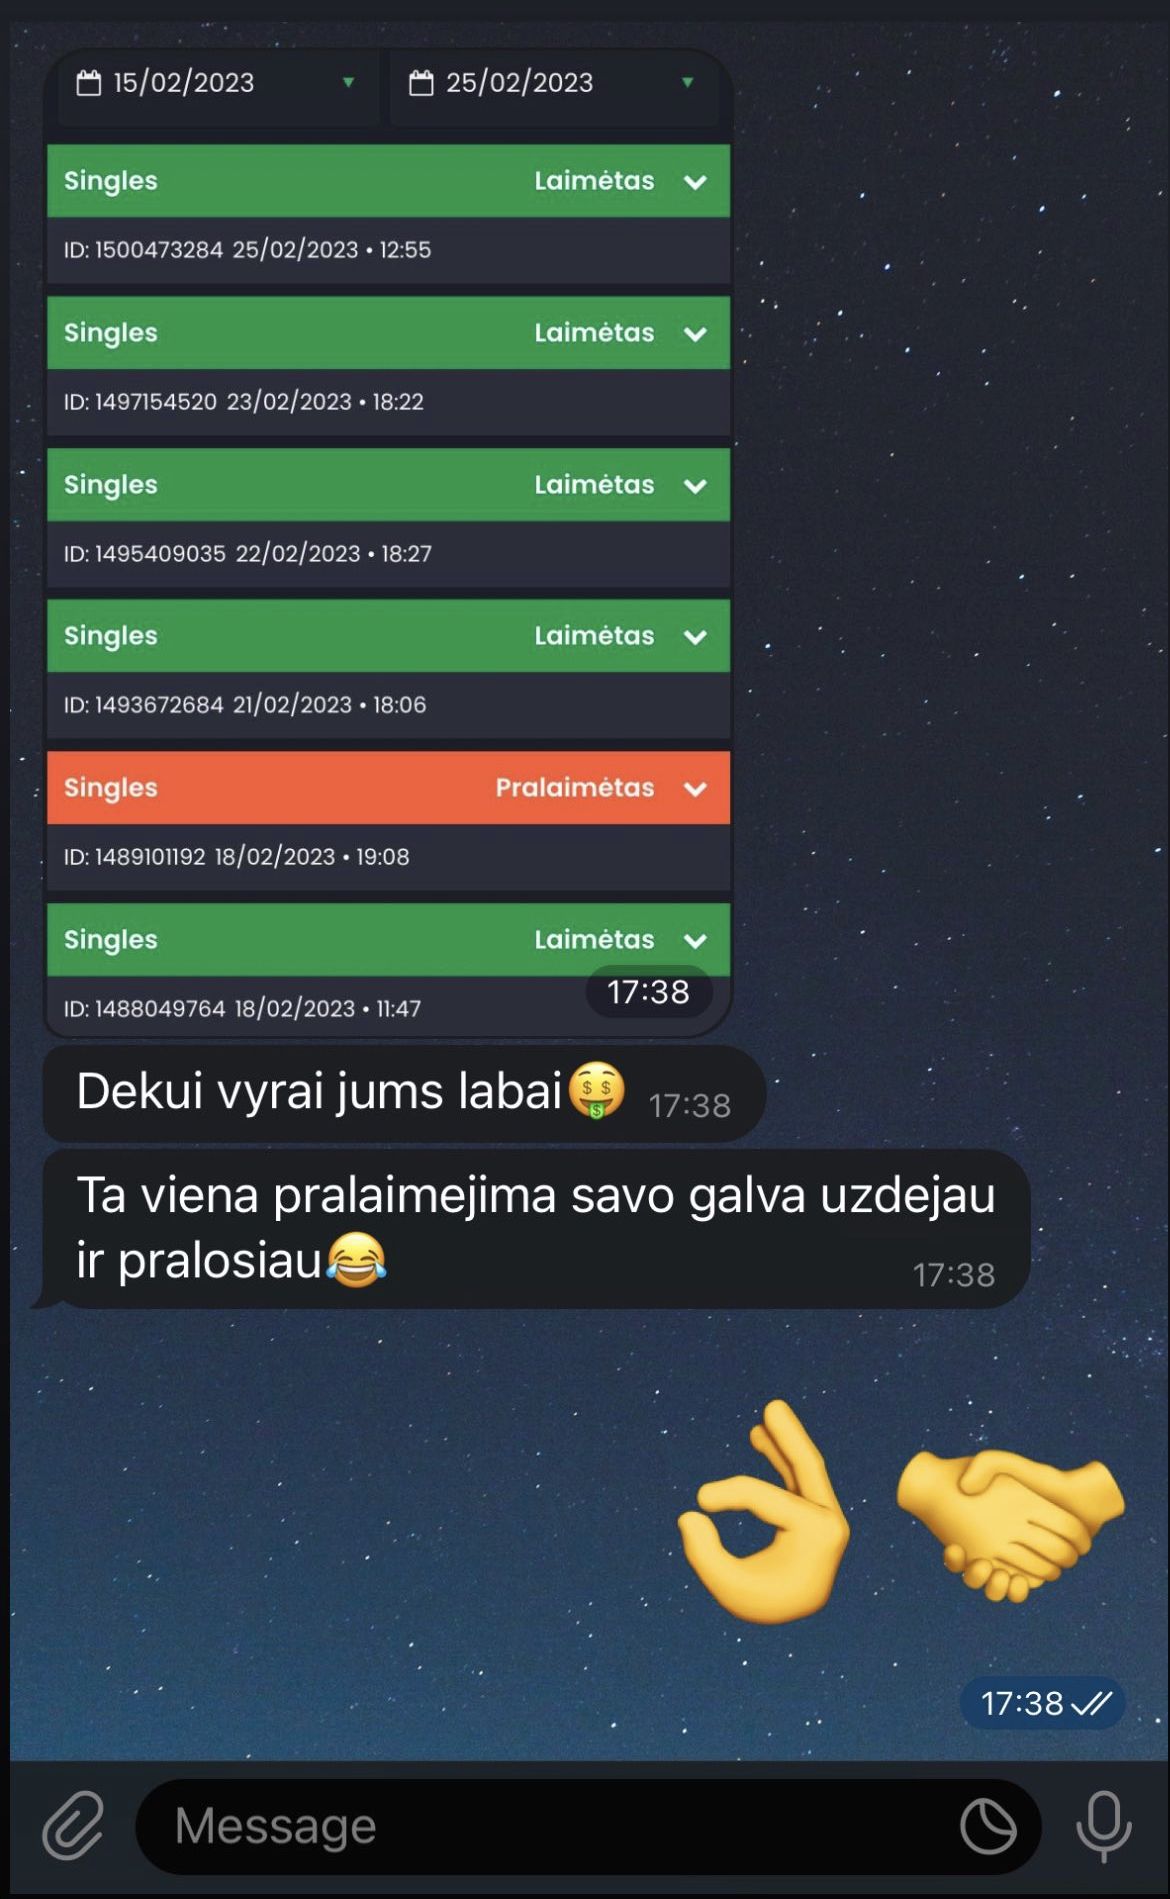 15/02/2023 25/02/2023
Singles Laimėtas
ID: 1500473284 25/02/2023 • 12:55
Singles Laimėtas
ID: 1497154520 23/02/2023 • 18:22
Singles Laimėtas
ID: 1495409035 22/02/2023 • 18:27
Singles Laimėtas
ID: 1493672684 21/02/2023 • 18:06
Singles Pralaimėtas
ID: 1489101192 18/02/2023 • 19:08
Singles Laimėtas
ID: 1488049764 18/02/2023 • 11:47
17:38
Dekui vyrai jums labai🤑 17:38
Ta viena pralaimejima savo galva uzdejau
ir pralosiau😂 17:38
👌🤝
17:38
Message